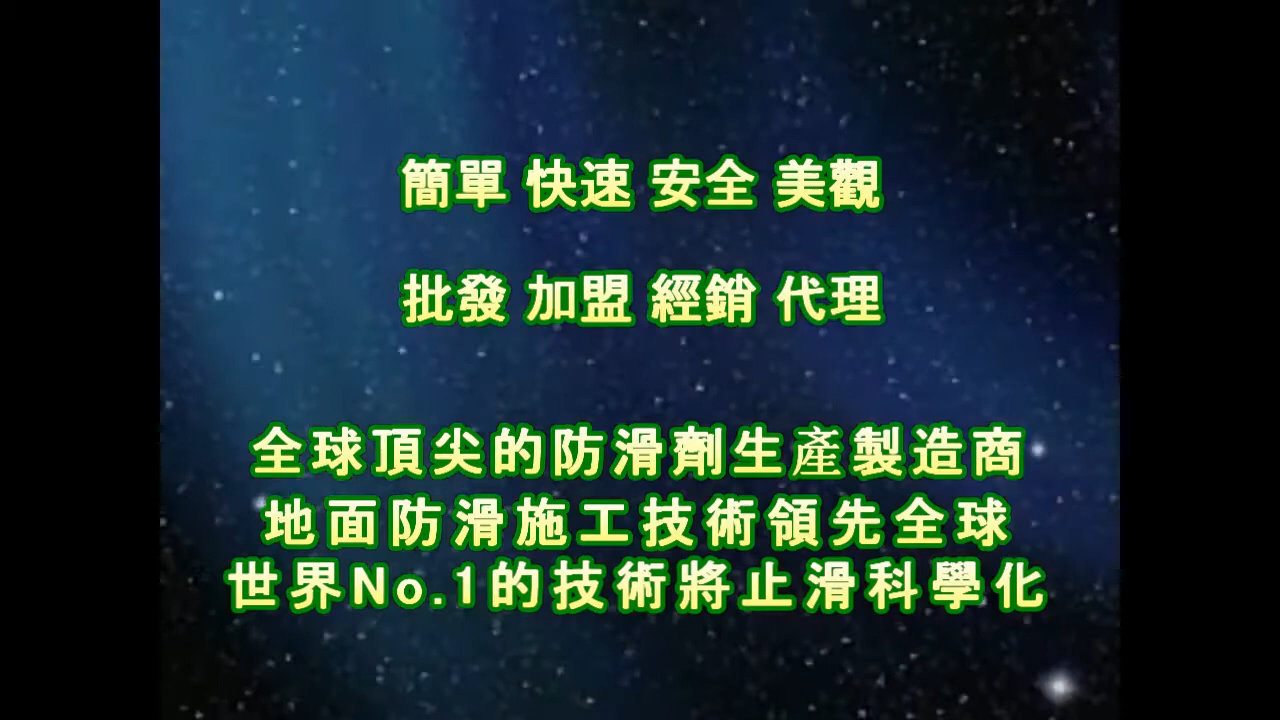 簡單 快速 安全 美觀
批發 加盟 經銷 代理
全球頂尖的防滑劑生產製造商
地面防滑施工技術領先全球
世界No.1的技術將止滑科學化